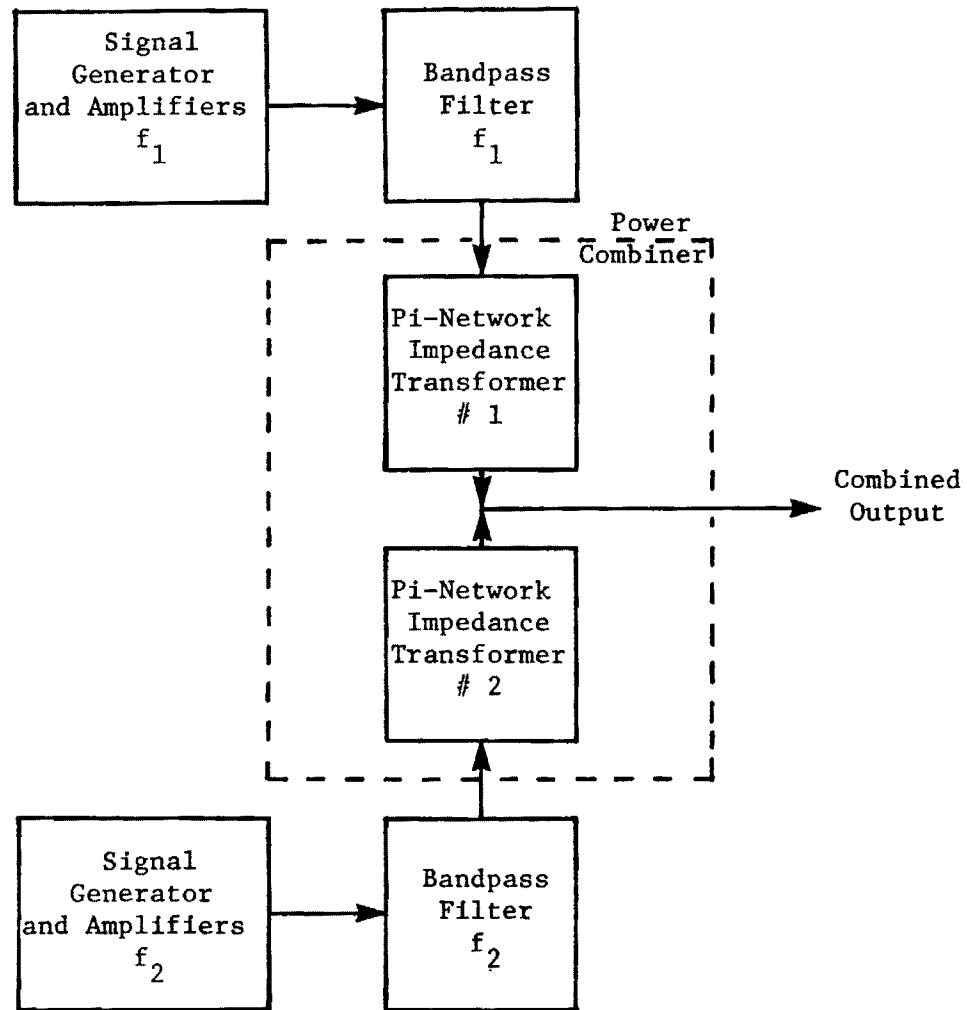 Signal
Generator
and Amplifiers
f1
Bandpass
Filter
f1
Power
Combiner
Pi-Network
Impedance
Transformer
# 1
Combined
Output
Pi-Network
Impedance
Transformer
# 2
Signal
Generator
and Amplifiers
f2
Bandpass
Filter
f2